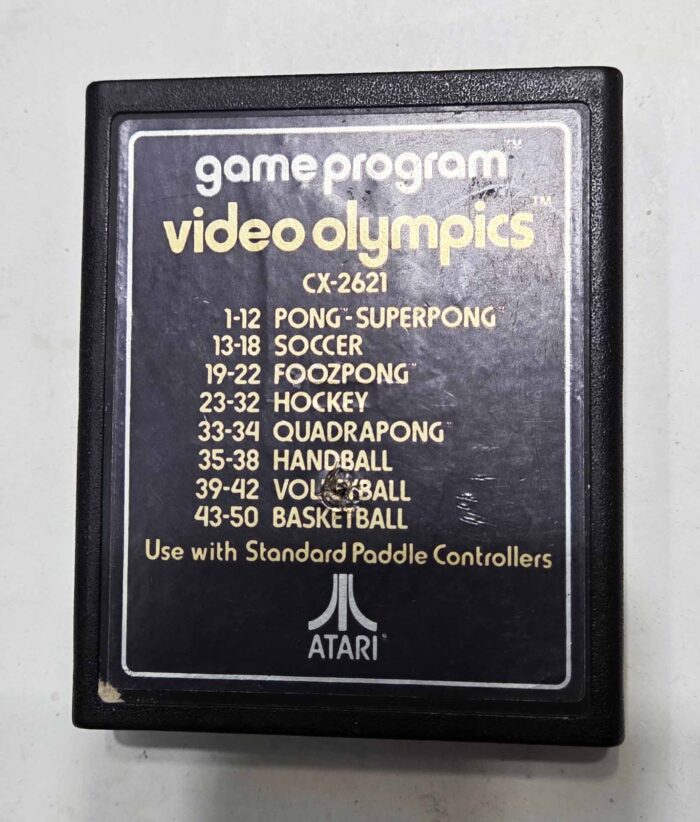 game program™
video olympics™
CX-2621
1-12 PONG™-SUPERPONG™
13-18 SOCCER
19-22 FOOZPONG™
23-32 HOCKEY
33-34 QUADRAPONG™
35-38 HANDBALL
39-42 VOLLEYBALL
43-50 BASKETBALL
Use with Standard Paddle Controllers
ATARI®